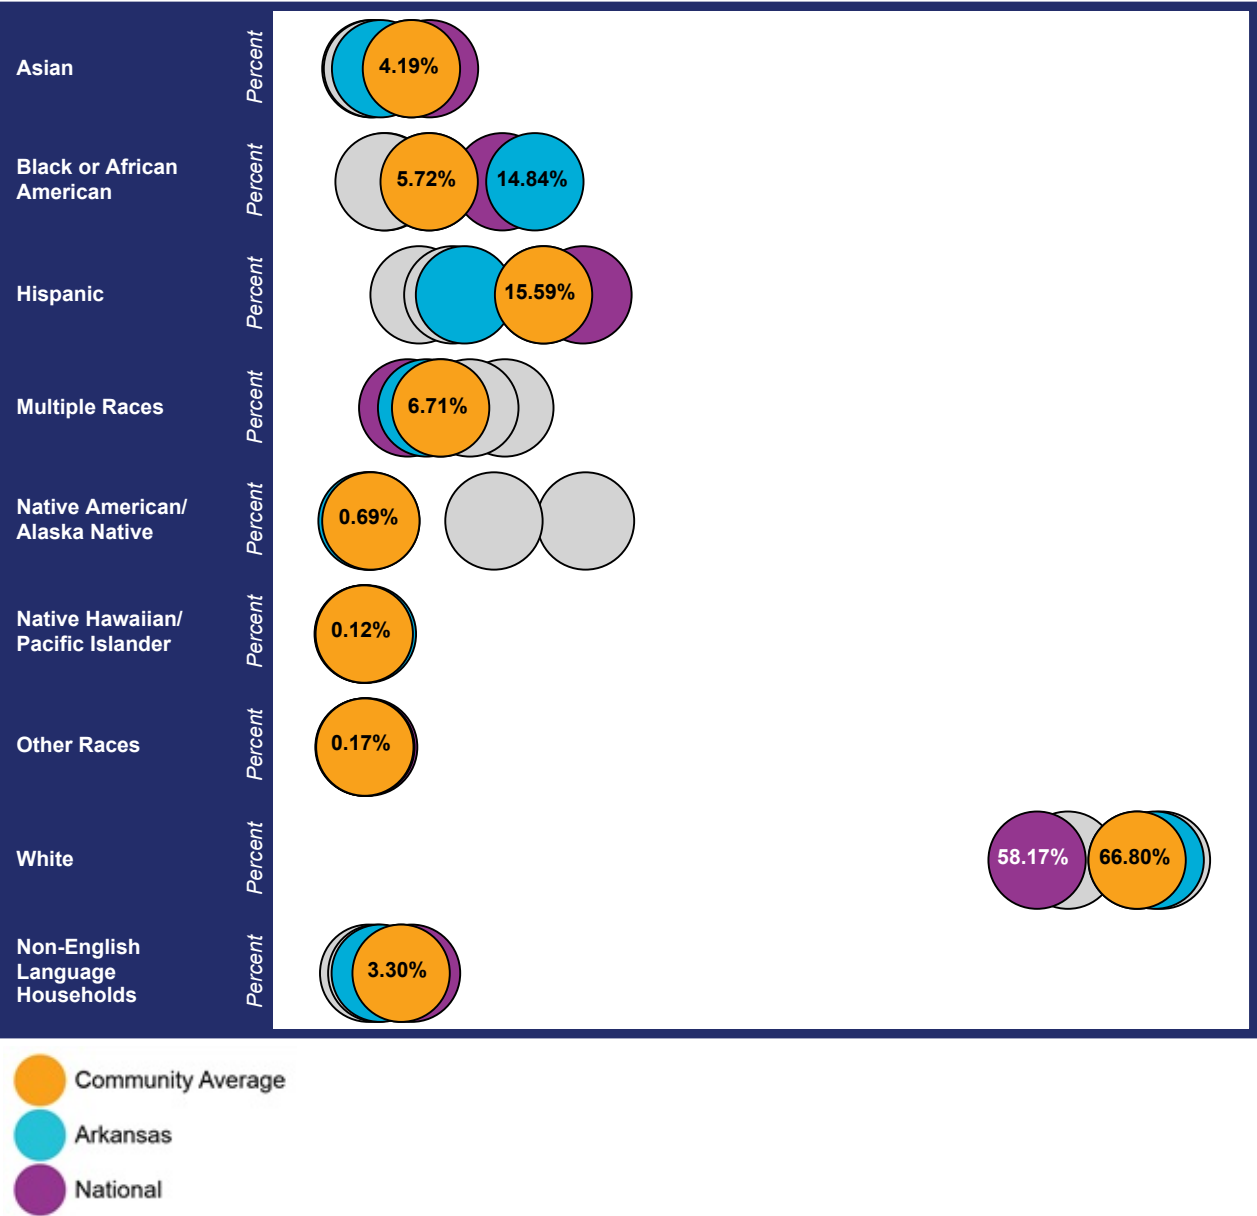 Asian
Percent
4.19%
Black or African
American
Percent
5.72%
14.84%
Hispanic
Percent
15.59%
Multiple Races
Percent
6.71%
Native American/
Alaska Native
Percent
0.69%
Native Hawaiian/
Pacific Islander
Percent
0.12%
Other Races
Percent
0.17%
White
Percent
58.17%
66.80%
Non-English
Language
Households
Percent
3.30%
Community Average
Arkansas
National